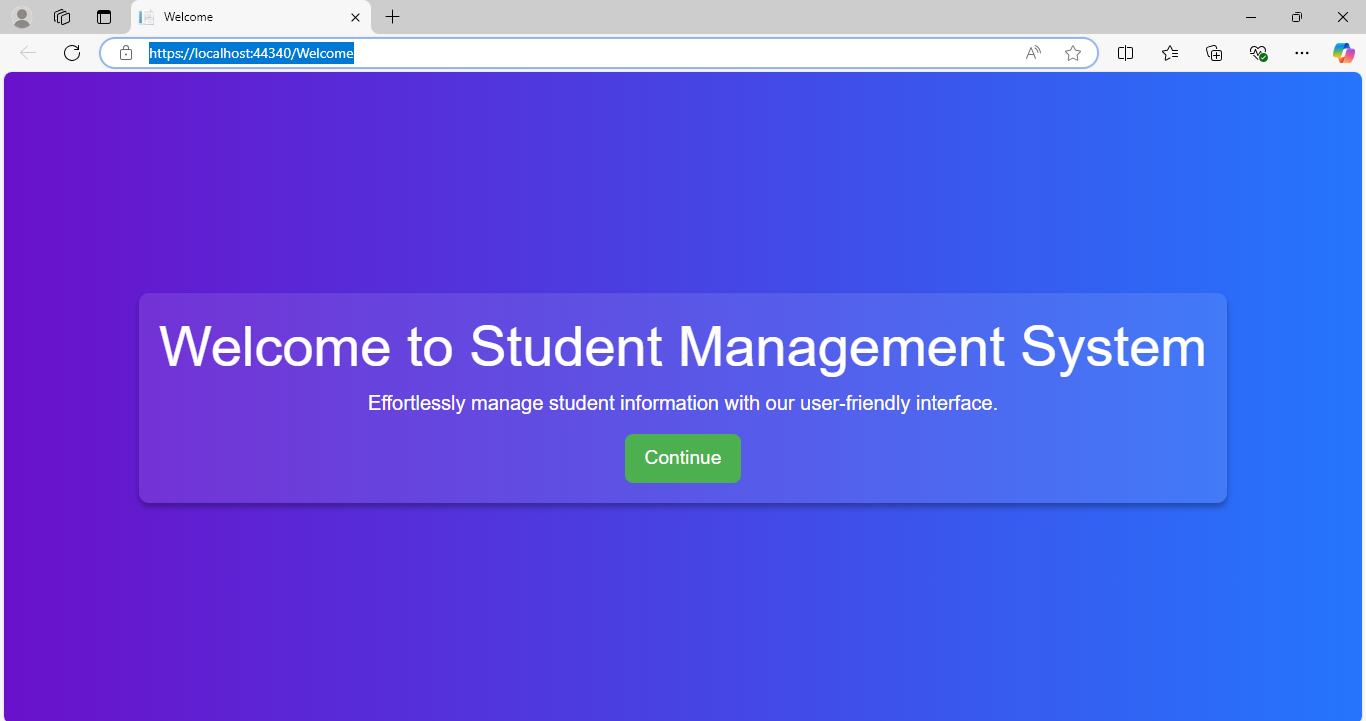 Welcome
https://localhost:44340/Welcome
Welcome to Student Management System
Effortlessly manage student information with our user-friendly interface.
Continue